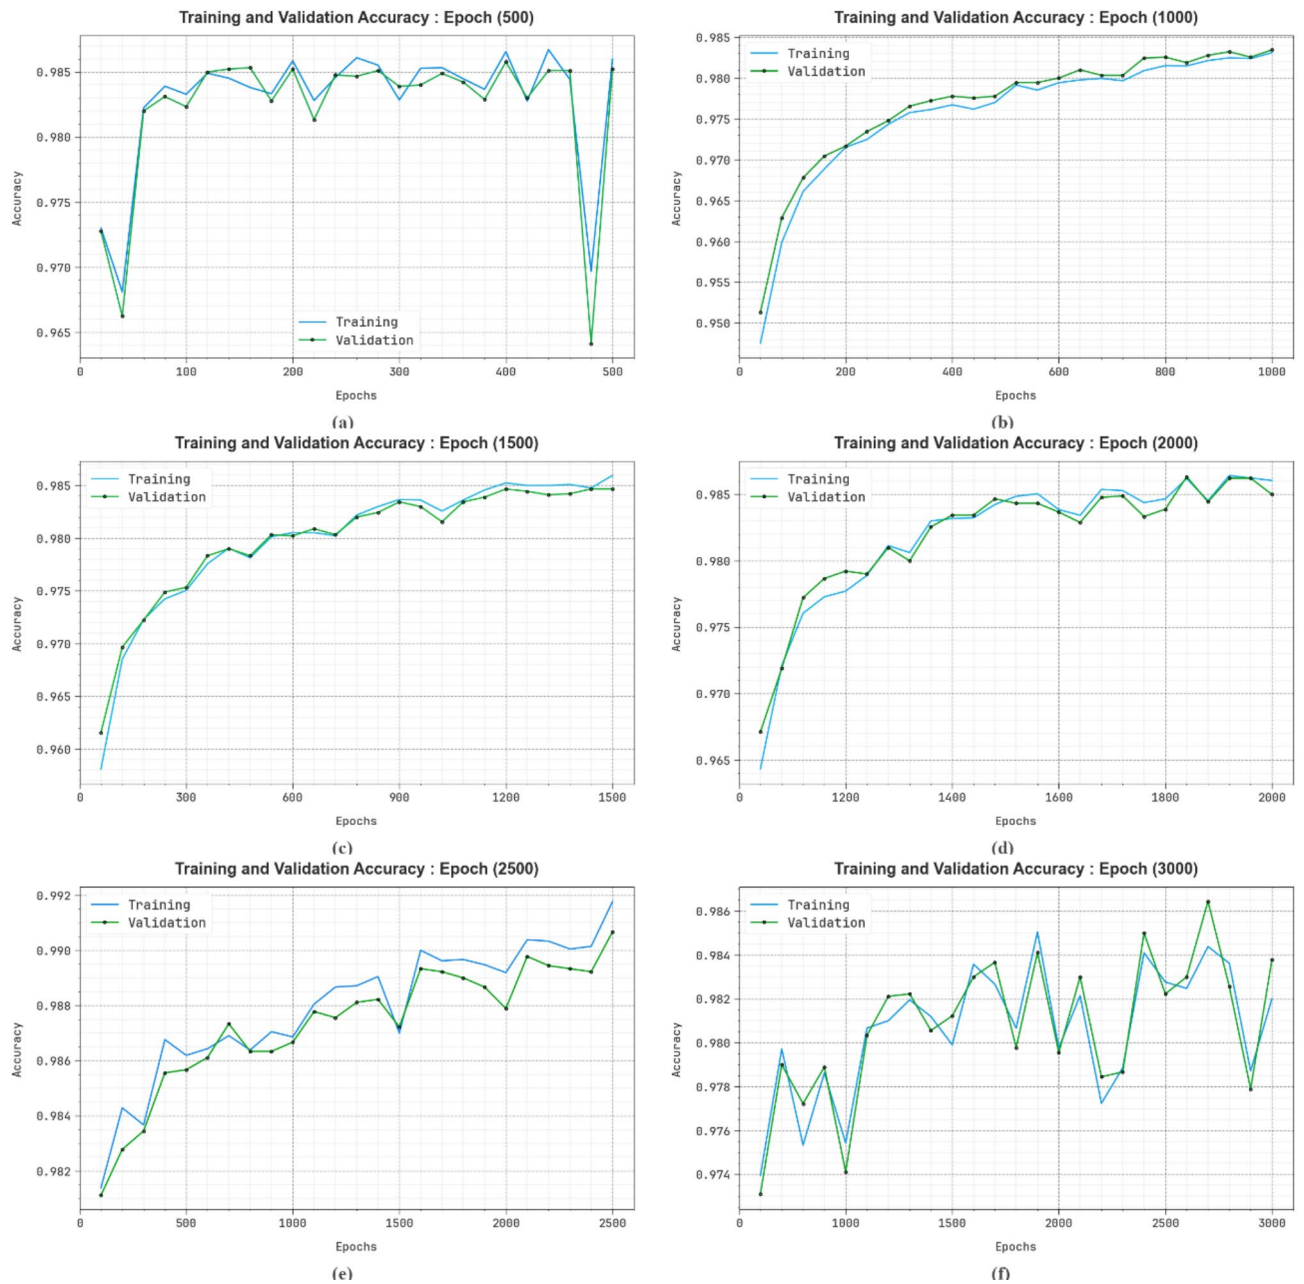 Training and Validation Accuracy : Epoch (500)
0.985
0.980
0.975
0.970
0.965
Accuracy
Training
Validation
0 100 200 300 400 500
Epochs
(a)
Training and Validation Accuracy : Epoch (1000)
0.985
0.980
0.975
0.970
0.965
0.960
0.955
0.950
Accuracy
Training
Validation
0 200 400 600 800 1000
Epochs
(b)
Training and Validation Accuracy : Epoch (1500)
0.985
0.980
0.975
0.970
0.965
0.960
Accuracy
Training
Validation
0 300 600 900 1200 1500
Epochs
(c)
Training and Validation Accuracy : Epoch (2000)
0.985
0.980
0.975
0.970
0.965
Accuracy
Training
Validation
0 1200 1400 1600 1800 2000
Epochs
(d)
Training and Validation Accuracy : Epoch (2500)
0.992
0.990
0.988
0.986
0.984
0.982
Accuracy
Training
Validation
0 500 1000 1500 2000 2500
Epochs
(e)
Training and Validation Accuracy : Epoch (3000)
0.986
0.984
0.982
0.980
0.978
0.976
0.974
Accuracy
Training
Validation
0 1000 1500 2000 2500 3000
Epochs
(f)